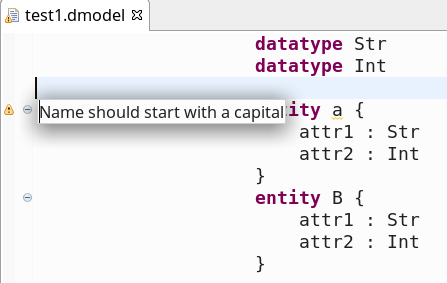 test1.dmodel
datatype Str
datatype Int
Name should start with a capital
ity a {
attr1 : Str
attr2 : Int
}
entity B {
attr1 : Str
attr2 : Int
}